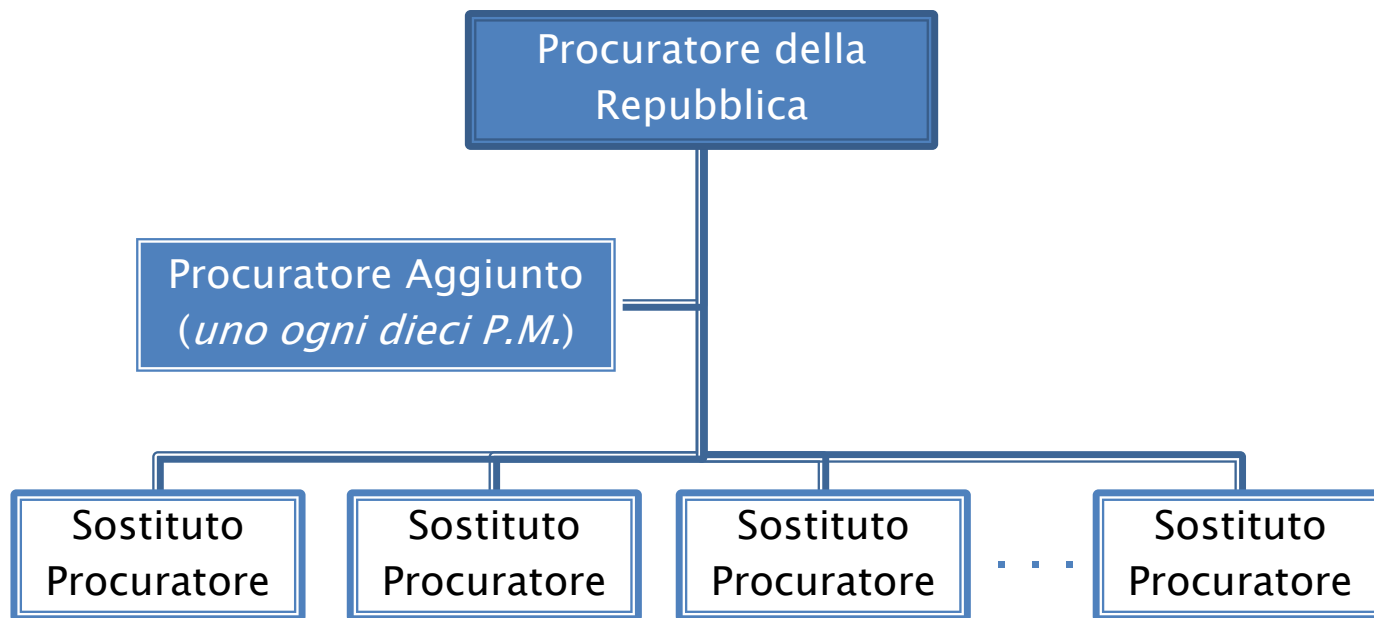 Procuratore della
Repubblica
Procuratore Aggiunto
(uno ogni dieci P.M.)
Sostituto
Procuratore
Sostituto
Procuratore
Sostituto
Procuratore
. . .
Sostituto
Procuratore